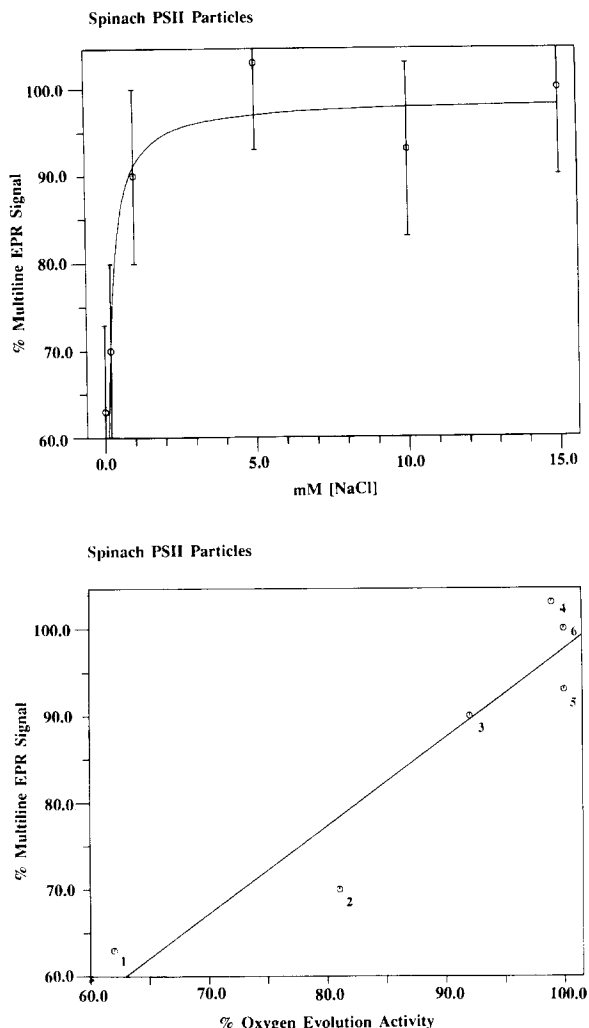 Spinach PSII Particles
% Multiline EPR Signal
100.0
90.0
80.0
70.0
60.0
0.0 5.0 10.0 15.0
mM [NaCl]
Spinach PSII Particles
% Multiline EPR Signal
100.0
90.0
80.0
70.0
60.0
4
6
5
3
2
1
60.0 70.0 80.0 90.0 100.0
% Oxygen Evolution Activity